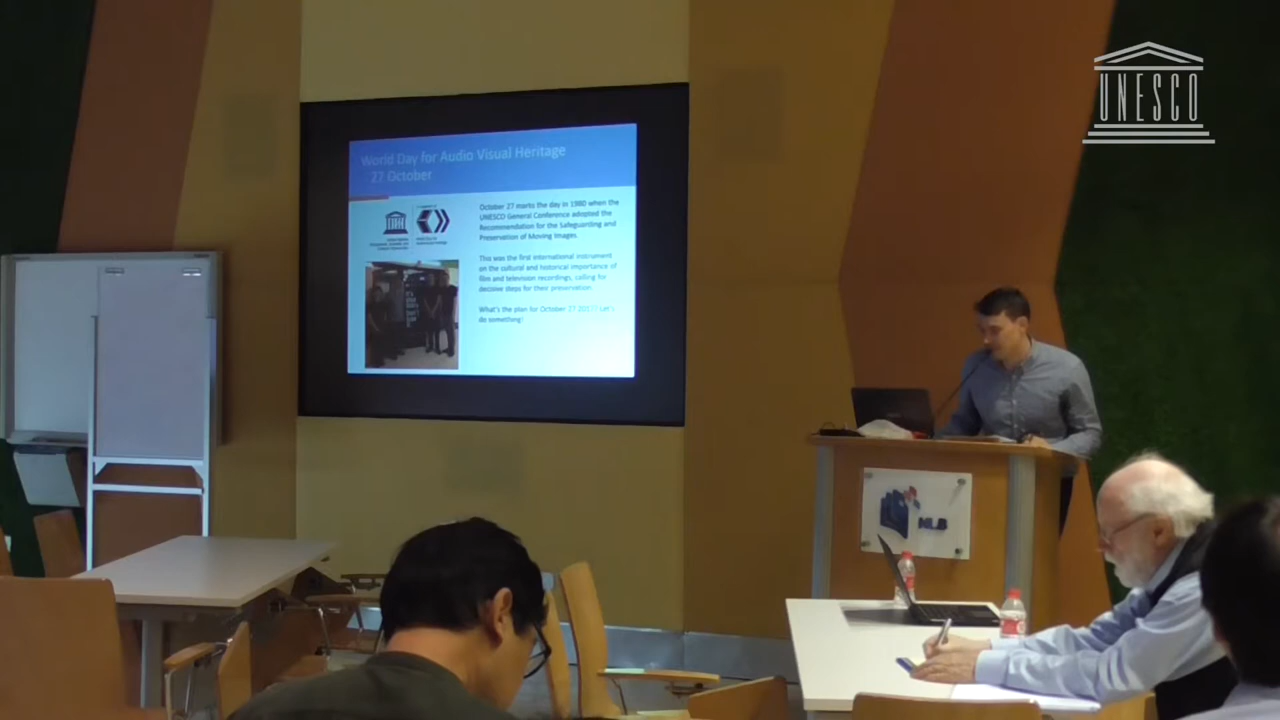 UNESCO
World Day for Audio Visual Heritage
27 October
October 27 marks the day in 1980 when the
UNESCO General Conference adopted the
Recommendation for the Safeguarding and
Preservation of Moving Images.
This was the first international instrument
on the cultural and historical importance of
film and television recordings, calling for
decisive steps for their preservation.
What's the plan for October 27 2017? Let's
do something!
NLB